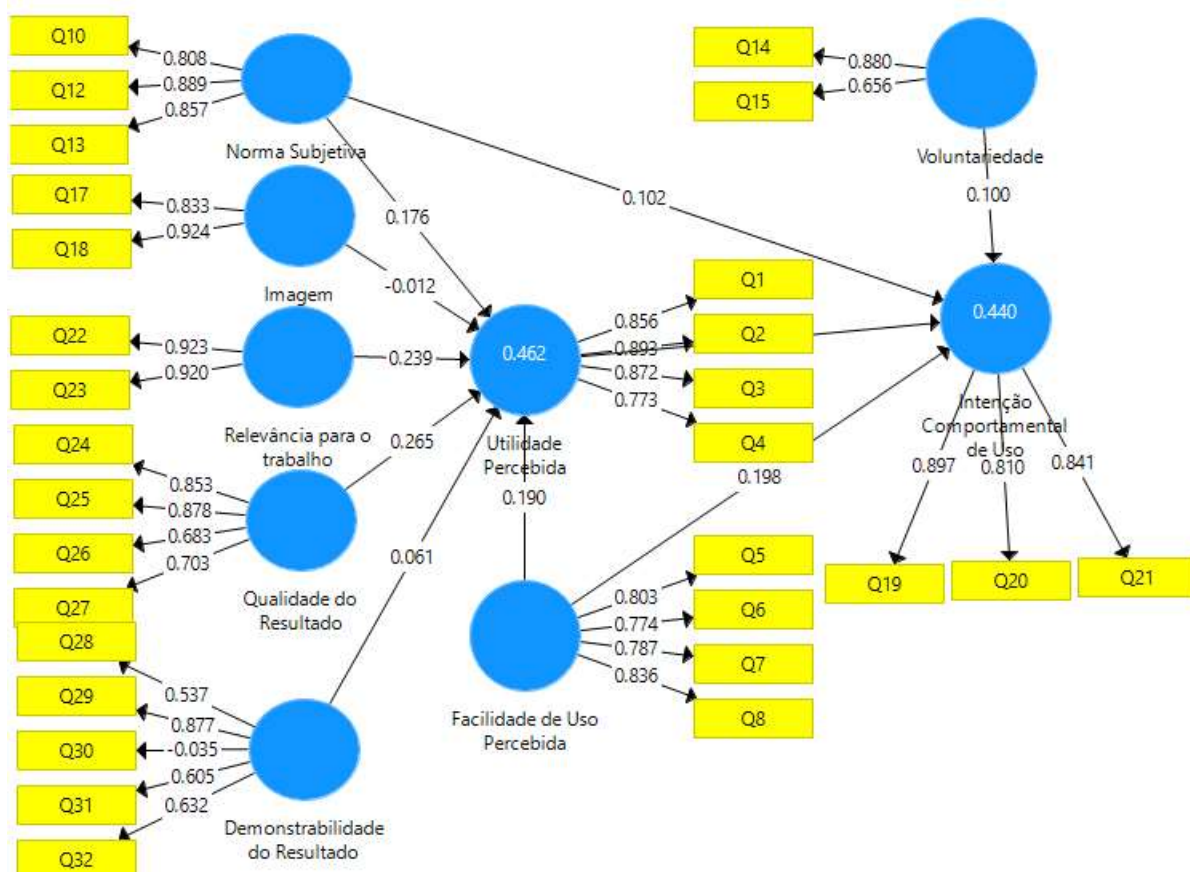 Q10
0.808
Q12
0.889
0.857
Q13
Norma Subjetiva
Q17
0.833
Q18
0.924
Imagem
0.176
-0.012
Q22
0.923
0.920
Q23
0.239
Relevância para o
trabalho
Q24
0.853
Q25
0.878
0.683
Q26
0.703
Q27
0.265
Qualidade do
Resultado
Q28
0.537
Q29
0.877
-0.035
Q30
0.605
Q31
0.632
Q32
0.061
Demonstrabilidade
do Resultado
0.462
Utilidade
Percebida
0.190
Facilidade de Uso
Percebida
0.102
Q1
0.856
Q2
0.893
0.872
Q3
0.773
Q4
0.198
Q5
0.803
Q6
0.774
0.787
Q7
0.836
Q8
Q14
0.880
0.656
Q15
Voluntariedade
0.100
0.440
Intenção
Comportamental
de Uso
0.897
0.810
0.841
Q19
Q20
Q21